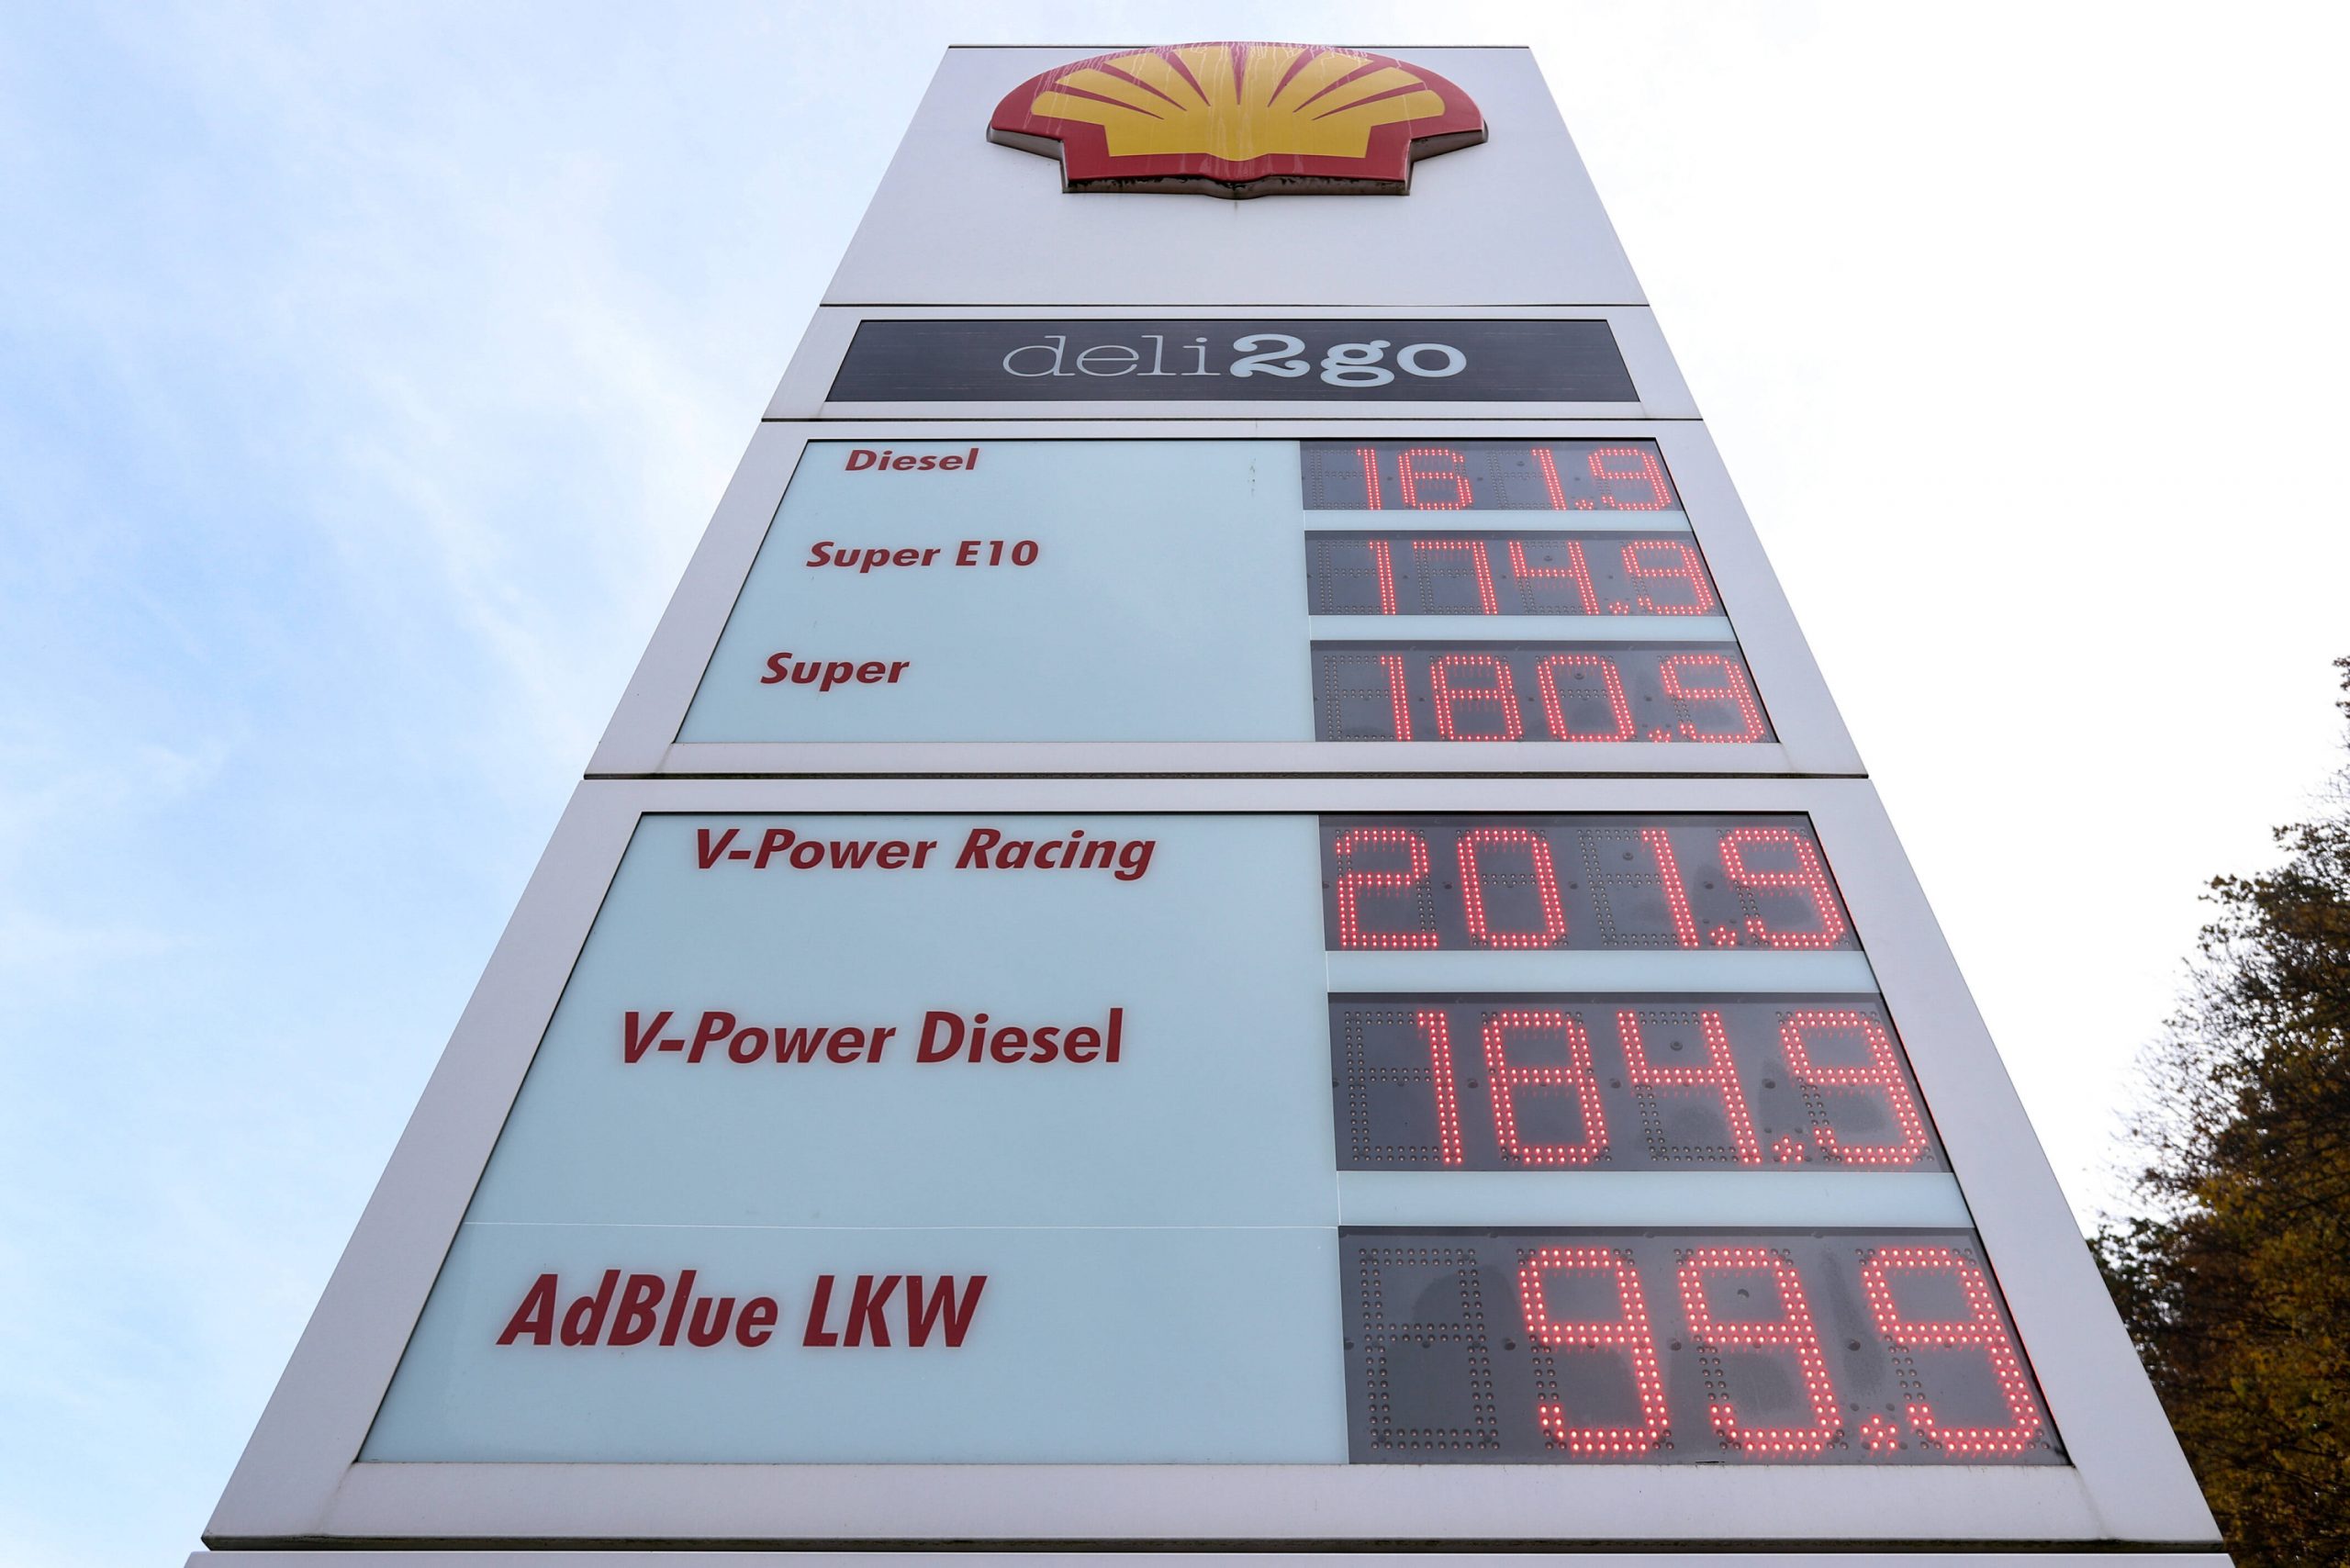 deli2go
Diesel 161.9
Super E10 174.9
Super 180.9
V-Power Racing 201.9
V-Power Diesel 184.9
AdBlue LKW 99.9